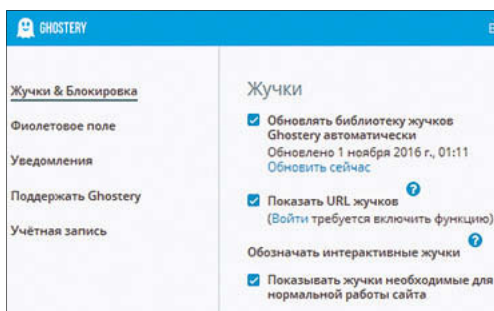 GHOSTERY
Жучки & Блокировка
Фиолетовое поле
Уведомления
Поддержать Ghostery
Учётная запись
Жучки
Обновлять библиотеку жучков
Ghostery автоматически
Обновлено 1 ноября 2016 г., 01:11
Обновить сейчас
Показать URL жучков ?
(Войти требуется включить функцию)
Обозначать интерактивные жучки ?
Показывать жучки необходимые для
нормальной работы сайта